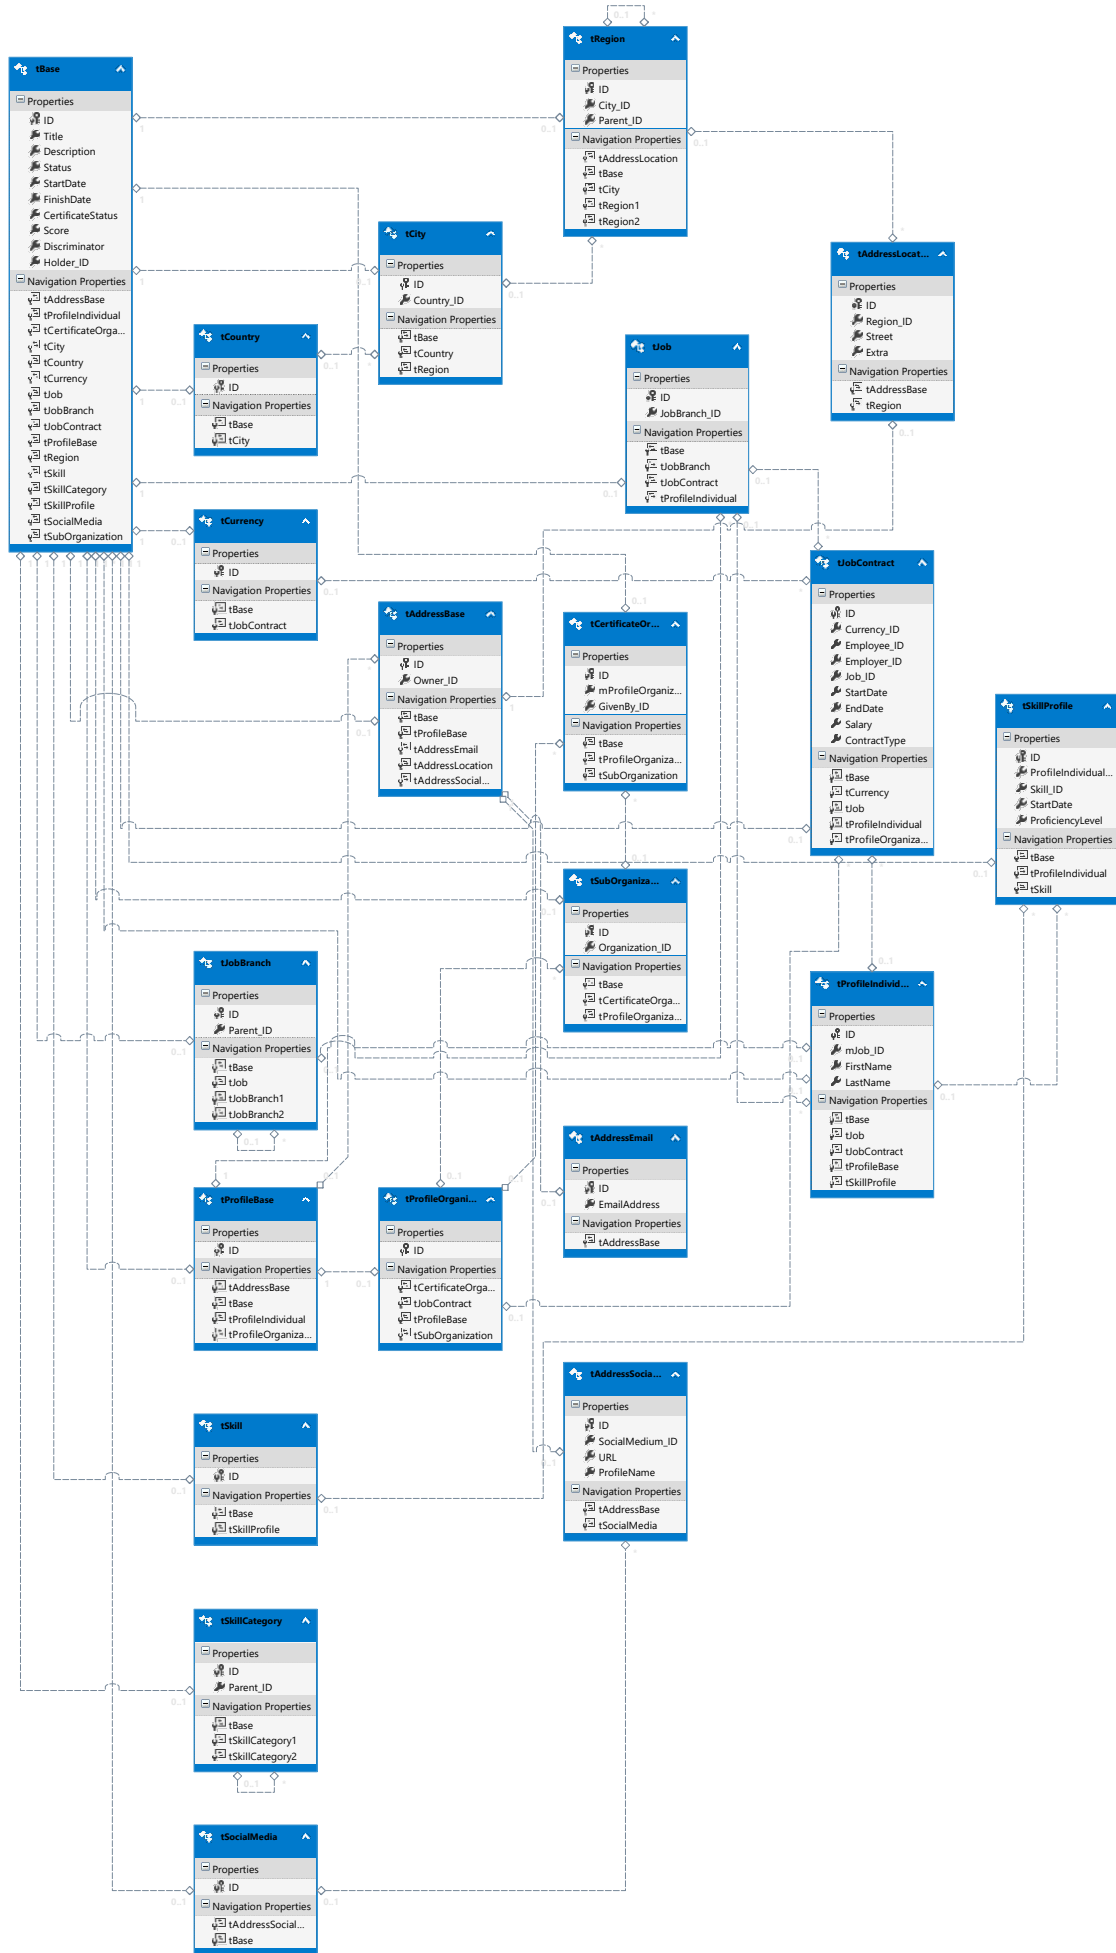 tBase
Properties
ID
Title
Description
Status
StartDate
FinishDate
CertificateStatus
Score
Discriminator
Holder_ID
Navigation Properties
tAddressBase
tProfileIndividual
tCertificateOrga...
tCity
tCountry
tCurrency
tJob
tJobBranch
tJobContract
tProfileBase
tRegion
tSkill
tSkillCategory
tSkillProfile
tSocialMedia
tSubOrganization
tRegion
Properties
ID
City_ID
Parent_ID
Navigation Properties
tAddressLocation
tBase
tCity
tRegion1
tRegion2
tCity
Properties
ID
Country_ID
Navigation Properties
tBase
tCountry
tRegion
tAddressLocat...
Properties
ID
Region_ID
Street
Extra
Navigation Properties
tAddressBase
tRegion
tCountry
Properties
ID
Navigation Properties
tBase
tCity
tJob
Properties
ID
JobBranch_ID
Navigation Properties
tBase
tJobBranch
tJobContract
tProfileIndividual
tCurrency
Properties
ID
Navigation Properties
tBase
tJobContract
tJobContract
Properties
ID
Currency_ID
Employee_ID
Employer_ID
Job_ID
StartDate
EndDate
Salary
ContractType
Navigation Properties
tBase
tCurrency
tJob
tProfileIndividual
tProfileOrganiza...
tAddressBase
Properties
ID
Owner_ID
Navigation Properties
tBase
tProfileBase
tAddressEmail
tAddressLocation
tAddressSocial...
tCertificateOr...
Properties
ID
mProfileOrganiz...
GivenBy_ID
Navigation Properties
tBase
tProfileOrganiza...
tSubOrganization
tSkillProfile
Properties
ID
ProfileIndividual...
Skill_ID
StartDate
ProficiencyLevel
Navigation Properties
tBase
tProfileIndividual
tSkill
tSubOrganiza...
Properties
ID
Organization_ID
Navigation Properties
tBase
tCertificateOrga...
tProfileOrganiza...
tJobBranch
Properties
ID
Parent_ID
Navigation Properties
tBase
tJob
tJobBranch1
tJobBranch2
tProfileIndivid...
Properties
ID
mJob_ID
FirstName
LastName
Navigation Properties
tBase
tJob
tJobContract
tProfileBase
tSkillProfile
tAddressEmail
Properties
ID
EmailAddress
Navigation Properties
tAddressBase
tProfileBase
Properties
ID
Navigation Properties
tAddressBase
tBase
tProfileIndividual
tProfileOrganiza...
tProfileOrgani...
Properties
ID
Navigation Properties
tCertificateOrga...
tJobContract
tProfileBase
tSubOrganization
tAddressSocia...
Properties
ID
SocialMedium_ID
URL
ProfileName
Navigation Properties
tAddressBase
tSocialMedia
tSkill
Properties
ID
Navigation Properties
tBase
tSkillProfile
tSkillCategory
Properties
ID
Parent_ID
Navigation Properties
tBase
tSkillCategory1
tSkillCategory2
tSocialMedia
Properties
ID
Navigation Properties
tAddressSocial...
tBase